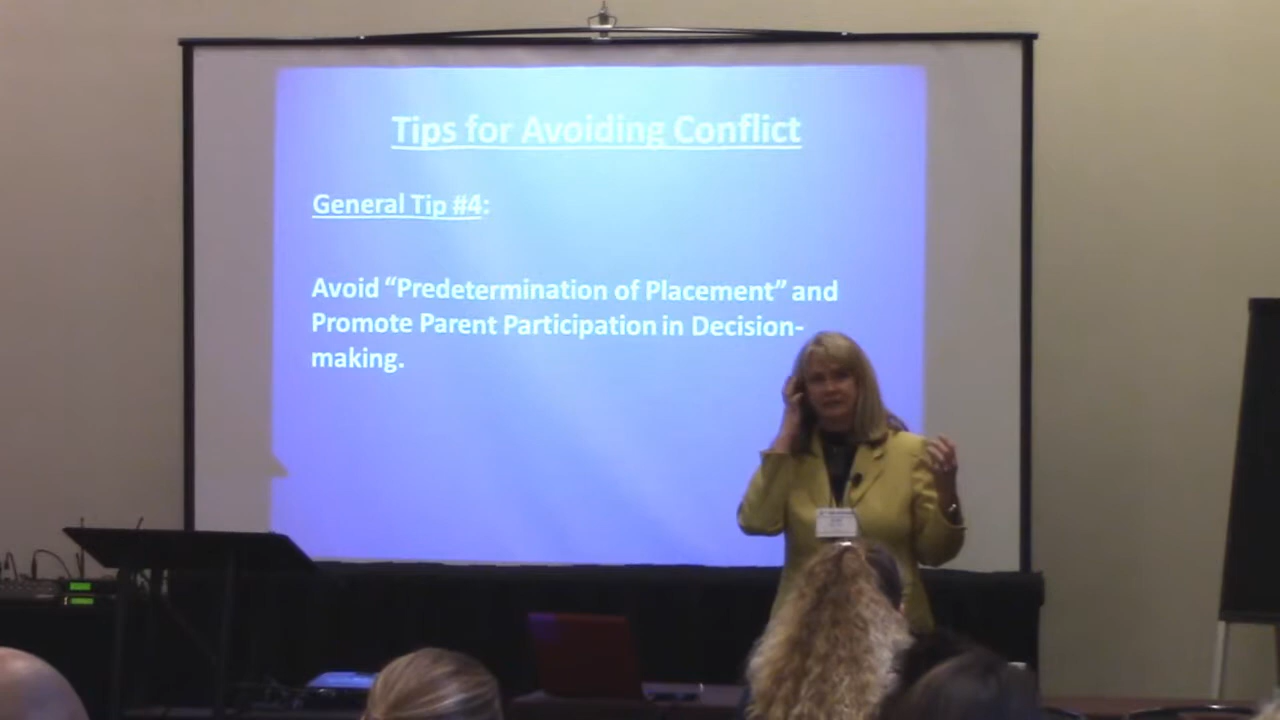 Tips for Avoiding Conflict
General Tip #4:
Avoid “Predetermination of Placement” and
Promote Parent Participation in Decision-
making.